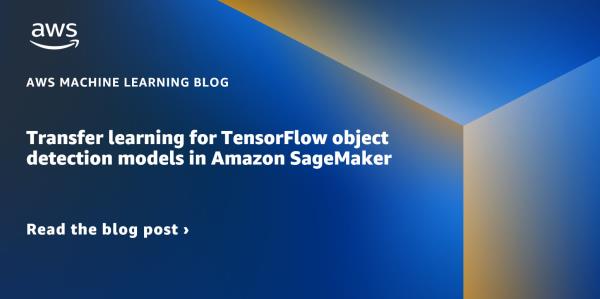 aws
AWS MACHINE LEARNING BLOG
Transfer learning for TensorFlow object
detection models in Amazon SageMaker
Read the blog post ›